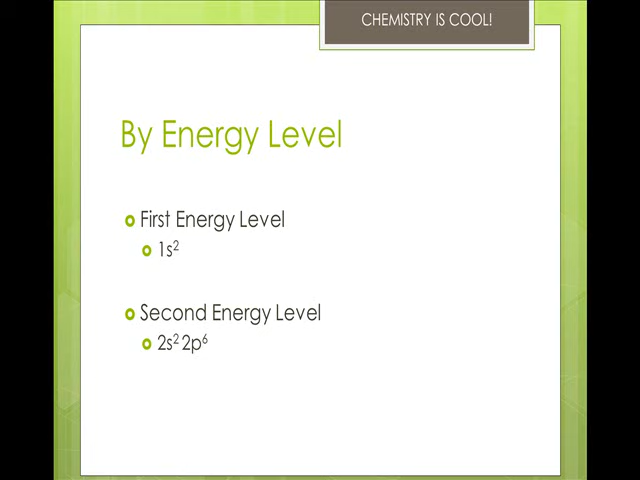 CHEMISTRY IS COOL!
By Energy Level
First Energy Level
1s²
Second Energy Level
2s² 2p⁶